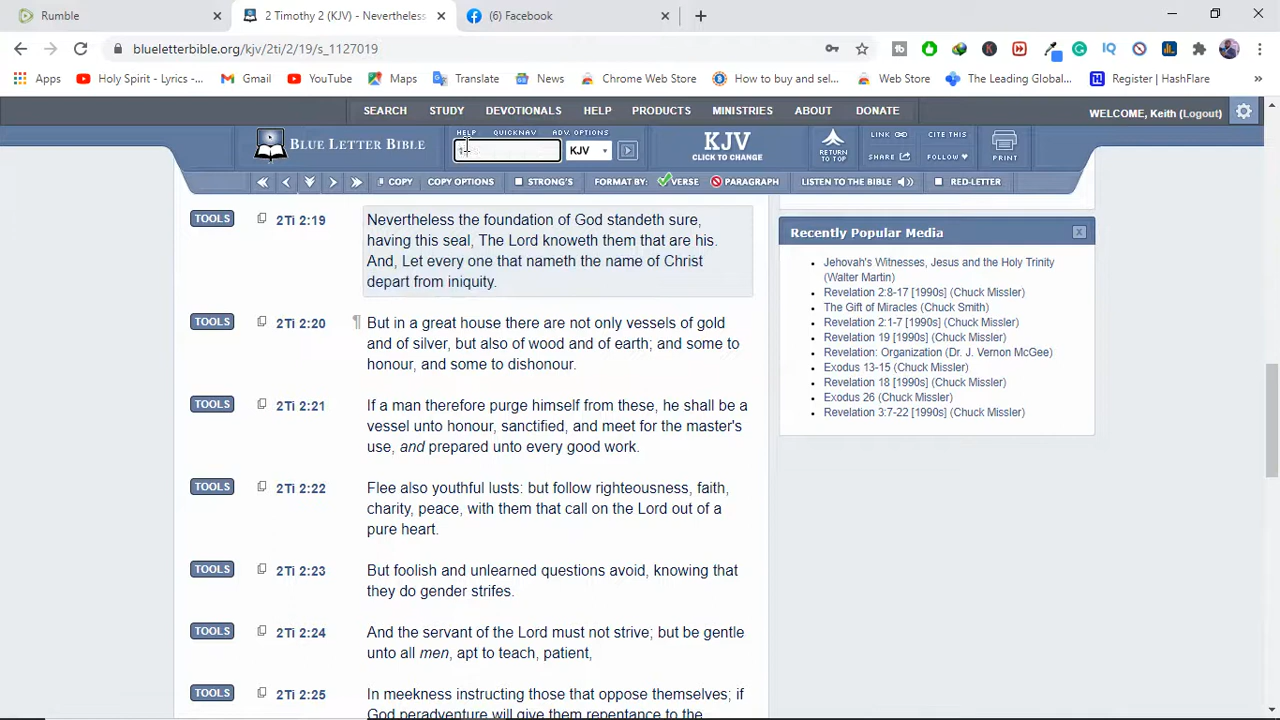 Rumble
2 Timothy 2 (KJV) - Nevertheless
(6) Facebook
blueletterbible.org/kjv/2ti/2/19/s_1127019
Apps
Holy Spirit - Lyrics -...
Gmail
YouTube
Maps
Translate
News
Chrome Web Store
How to buy and sel...
Web Store
The Leading Global...
Register | HashFlare
SEARCH STUDY DEVOTIONALS HELP PRODUCTS MINISTRIES ABOUT DONATE
WELCOME, Keith (Logout)
BLUE LETTER BIBLE
HELP QUICKNAV ADV. OPTIONS
KJV
KJV
CLICK TO CHANGE
RETURN
TO TOP
LINK
SHARE
CITE THIS
FOLLOW
PRINT
COPY COPY OPTIONS STRONG'S FORMAT BY: VERSE PARAGRAPH LISTEN TO THE BIBLE RED-LETTER
TOOLS 2Ti 2:19 Nevertheless the foundation of God standeth sure,
having this seal, The Lord knoweth them that are his.
And, Let every one that nameth the name of Christ
depart from iniquity.
TOOLS 2Ti 2:20 ¶ But in a great house there are not only vessels of gold
and of silver, but also of wood and of earth; and some to
honour, and some to dishonour.
TOOLS 2Ti 2:21 If a man therefore purge himself from these, he shall be a
vessel unto honour, sanctified, and meet for the master's
use, and prepared unto every good work.
TOOLS 2Ti 2:22 Flee also youthful lusts: but follow righteousness, faith,
charity, peace, with them that call on the Lord out of a
pure heart.
TOOLS 2Ti 2:23 But foolish and unlearned questions avoid, knowing that
they do gender strifes.
TOOLS 2Ti 2:24 And the servant of the Lord must not strive; but be gentle
unto all men, apt to teach, patient,
TOOLS 2Ti 2:25 In meekness instructing those that oppose themselves; if
God peradventure will give them repentance to the
Recently Popular Media
Jehovah's Witnesses, Jesus and the Holy Trinity
(Walter Martin)
Revelation 2:8-17 [1990s] (Chuck Missler)
The Gift of Miracles (Chuck Smith)
Revelation 2:1-7 [1990s] (Chuck Missler)
Revelation 19 [1990s] (Chuck Missler)
Revelation: Organization (Dr. J. Vernon McGee)
Exodus 13-15 (Chuck Missler)
Revelation 18 [1990s] (Chuck Missler)
Exodus 26 (Chuck Missler)
Revelation 3:7-22 [1990s] (Chuck Missler)